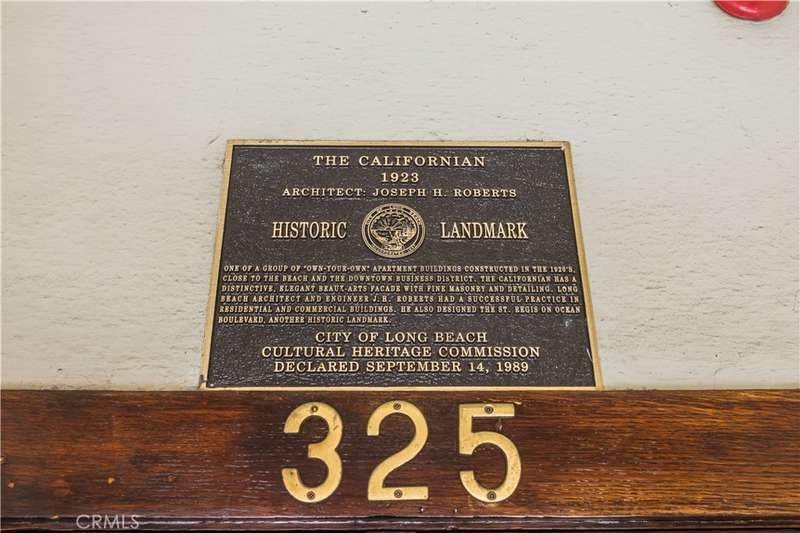 THE CALIFORNIAN
1923
ARCHITECT: JOSEPH H. ROBERTS
HISTORIC LANDMARK
ONE OF A GROUP OF "OWN-YOUR-OWN" APARTMENT BUILDINGS CONSTRUCTED IN THE 1920'S,
CLOSE TO THE BEACH AND THE DOWNTOWN BUSINESS DISTRICT. THE CALIFORNIAN HAS A
DISTINCTIVE, ELEGANT BEAUX-ARTS FACADE WITH FINE MASONRY AND DETAILING. LONG
BEACH ARCHITECT AND ENGINEER J.H. ROBERTS HAD A SUCCESSFUL PRACTICE IN
RESIDENTIAL AND COMMERCIAL BUILDINGS. HE ALSO DESIGNED THE ST. REGIS ON OCEAN
BOULEVARD, ANOTHER HISTORIC LANDMARK.
CITY OF LONG BEACH
CULTURAL HERITAGE COMMISSION
DECLARED SEPTEMBER 14, 1989
325
CRMLS